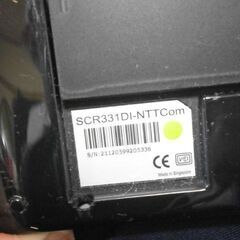 SCR331DI-NTTCom
S/N: 21120399205336
CE
Made in Singapore